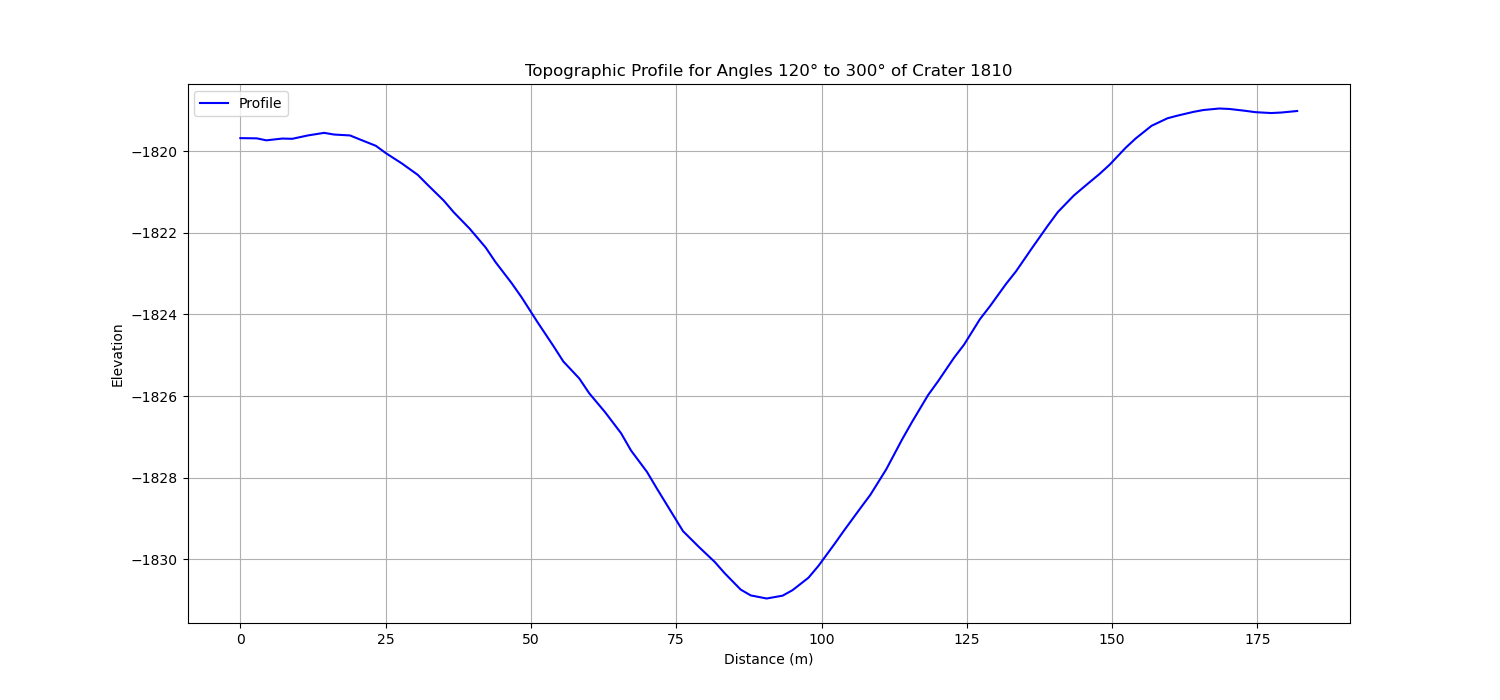 Topographic Profile for Angles 120° to 300° of Crater 1810
Profile
−1820
−1822
−1824
−1826
−1828
−1830
Elevation
0 25 50 75 100 125 150 175
Distance (m)